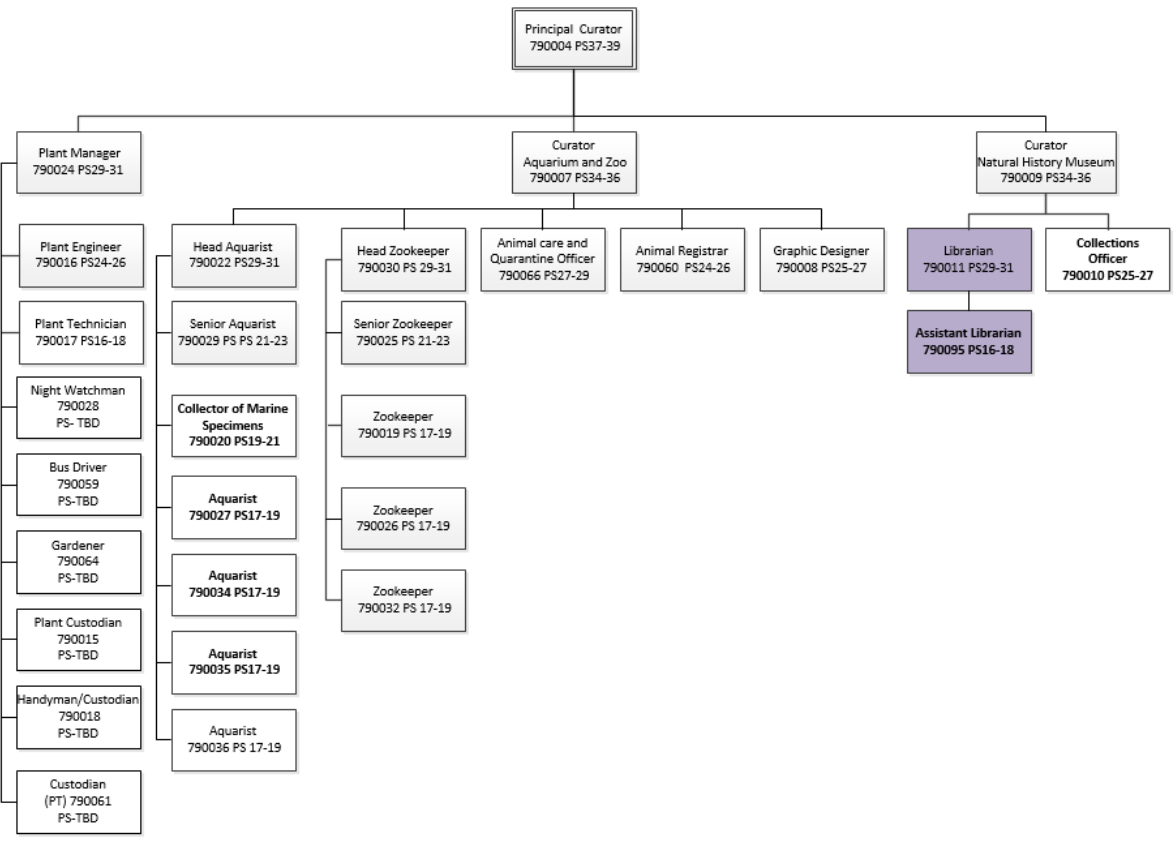 Principal Curator
790004 PS37-39
Plant Manager
790024 PS29-31
Curator
Aquarium and Zoo
790007 PS34-36
Curator
Natural History Museum
790009 PS34-36
Plant Engineer
790016 PS24-26
Plant Technician
790017 PS16-18
Night Watchman
790028
PS- TBD
Bus Driver
790059
PS-TBD
Gardener
790064
PS-TBD
Plant Custodian
790015
PS-TBD
Handyman/Custodian
790018
PS-TBD
Custodian
(PT) 790061
PS-TBD
Head Aquarist
790022 PS29-31
Senior Aquarist
790029 PS PS 21-23
Collector of Marine
Specimens
790020 PS19-21
Aquarist
790027 PS17-19
Aquarist
790034 PS17-19
Aquarist
790035 PS17-19
Aquarist
790036 PS 17-19
Head Zookeeper
790030 PS 29-31
Senior Zookeeper
790025 PS 21-23
Zookeeper
790019 PS 17-19
Zookeeper
790026 PS 17-19
Zookeeper
790032 PS 17-19
Animal care and
Quarantine Officer
790066 PS27-29
Animal Registrar
790060 PS24-26
Graphic Designer
790008 PS25-27
Librarian
790011 PS29-31
Assistant Librarian
790095 PS16-18
Collections
Officer
790010 PS25-27